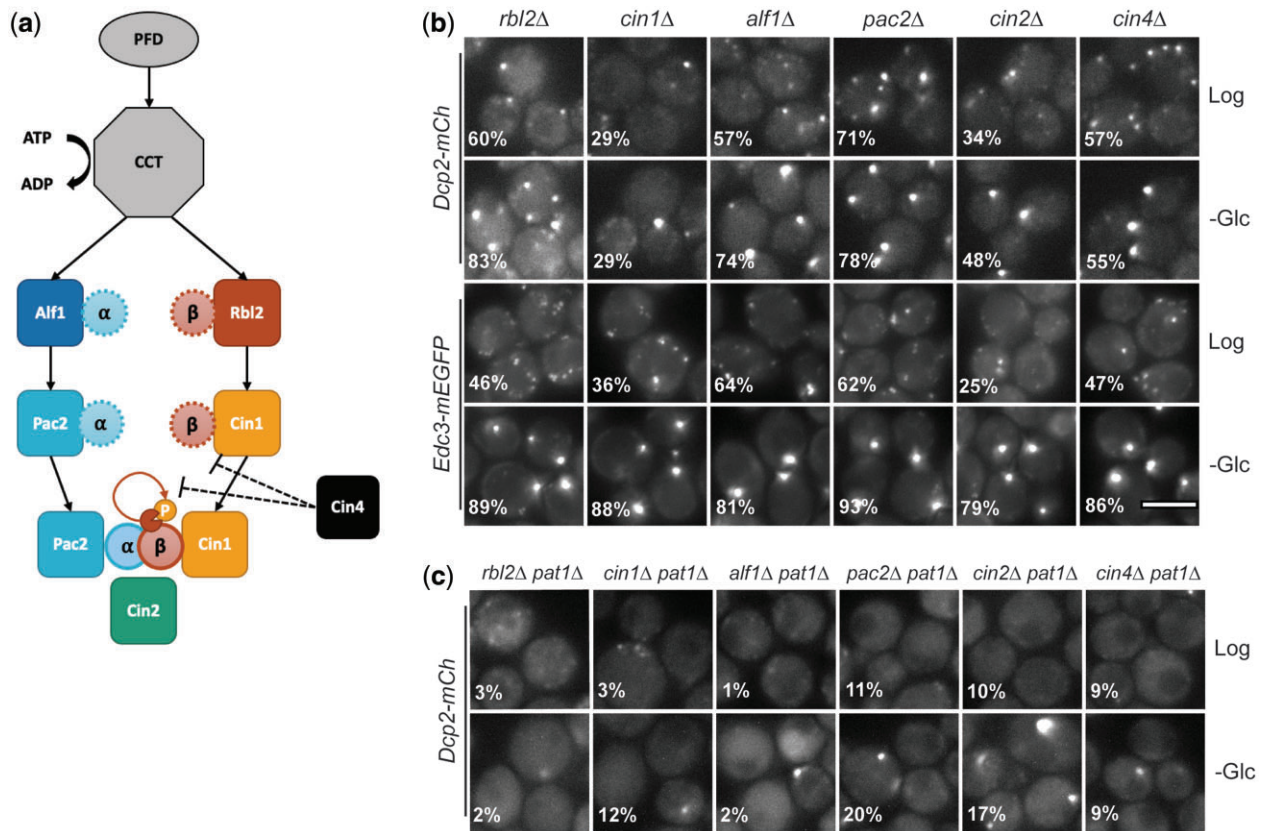 (a)
PFD
ATP
CCT
ADP
Alf1 α β Rbl2
Pac2 α β Cin1
Cin4
P
Pac2 α β Cin1
Cin2
(b)
rbl2Δ cin1Δ alf1Δ pac2Δ cin2Δ cin4Δ
Dcp2-mCh
60% 29% 57% 71% 34% 57%
Log
83% 29% 74% 78% 48% 55%
-Glc
Edc3-mEGFP
46% 36% 64% 62% 25% 47%
Log
89% 88% 81% 93% 79% 86%
-Glc
(c)
rbl2Δ pat1Δ cin1Δ pat1Δ alf1Δ pat1Δ pac2Δ pat1Δ cin2Δ pat1Δ cin4Δ pat1Δ
Dcp2-mCh
3% 3% 1% 11% 10% 9%
Log
2% 12% 2% 20% 17% 9%
-Glc